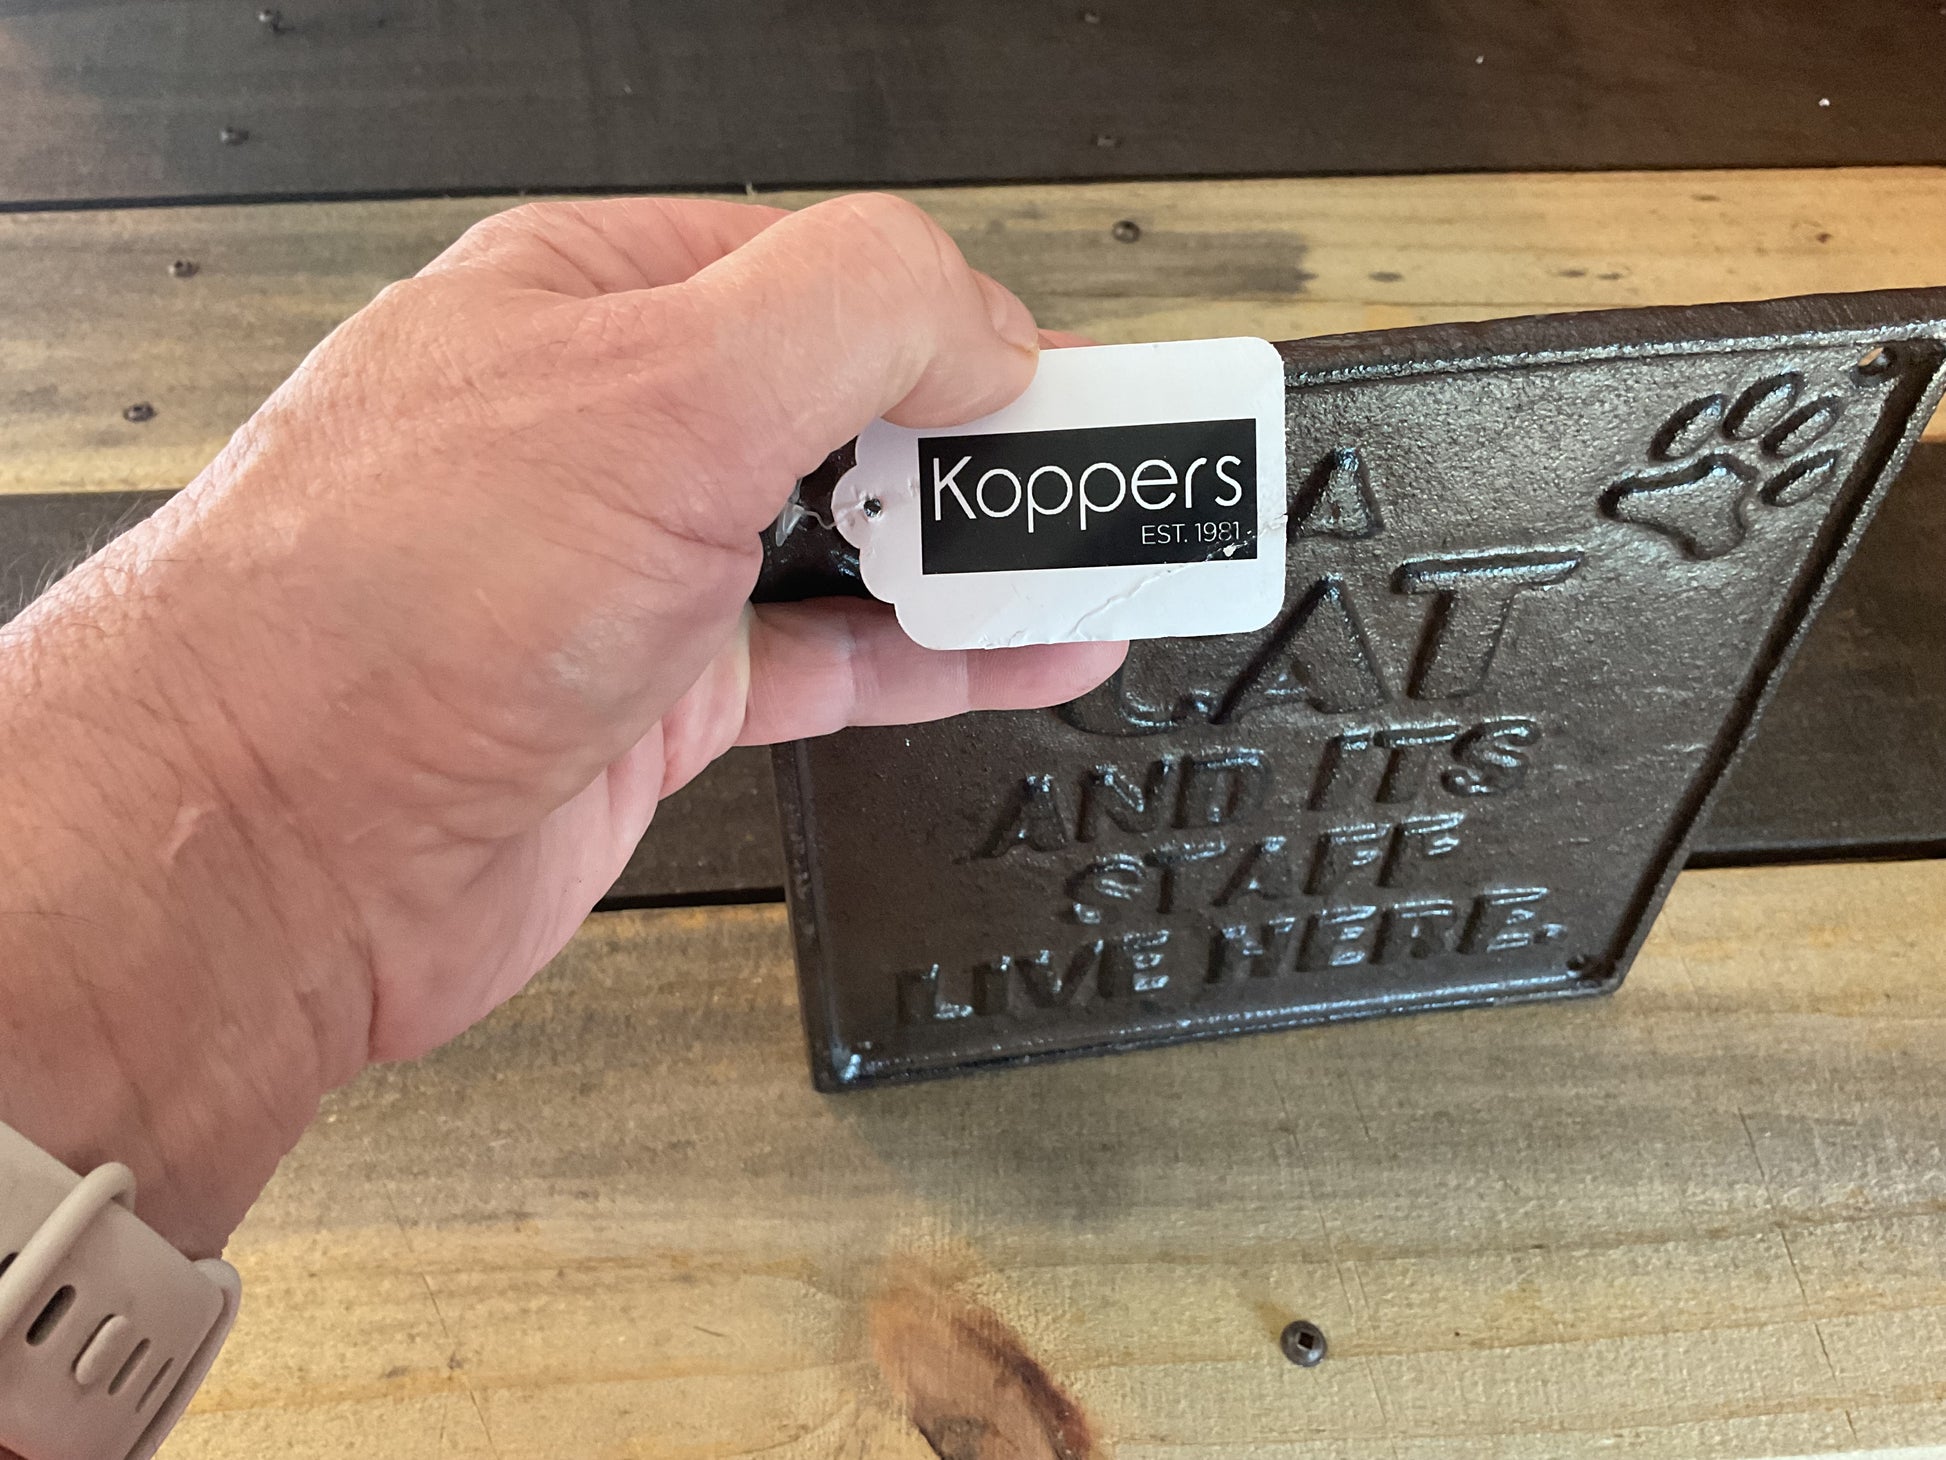 Koppers
EST. 1981
A
CAT
AND ITS
STAFF
LIVE HERE.